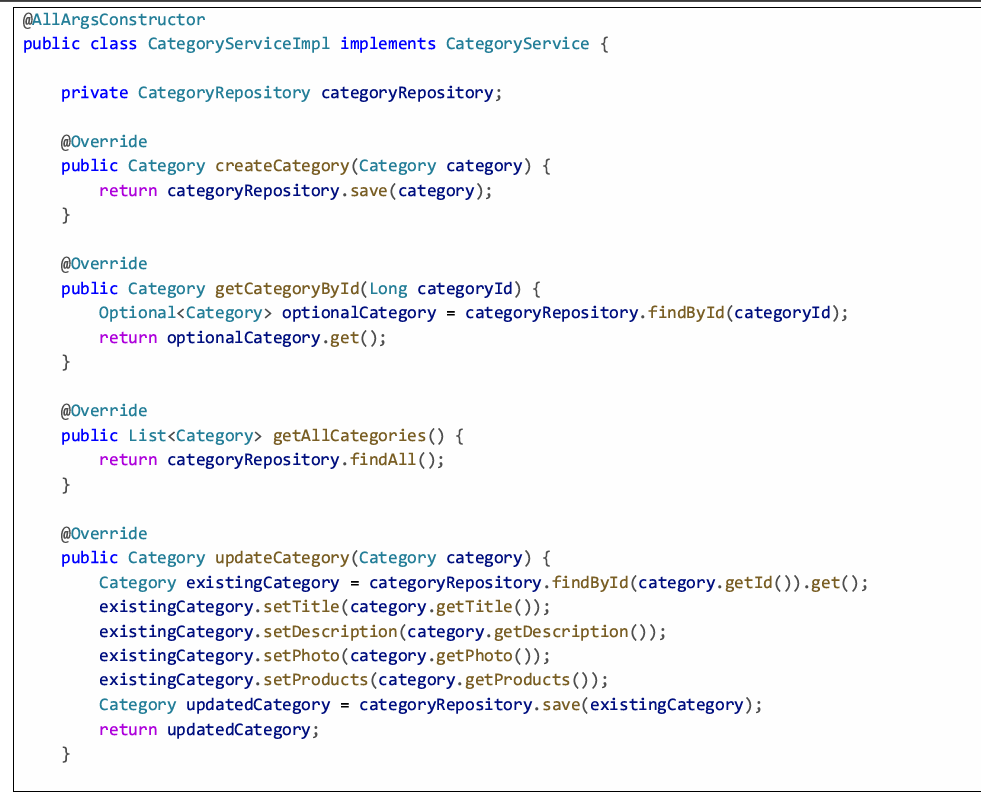 @AllArgsConstructor
public class CategoryServiceImpl implements CategoryService {
private CategoryRepository categoryRepository;
@Override
public Category createCategory(Category category) {
return categoryRepository.save(category);
}
@Override
public Category getCategoryById(Long categoryId) {
Optional<Category> optionalCategory = categoryRepository.findById(categoryId);
return optionalCategory.get();
}
@Override
public List<Category> getAllCategories() {
return categoryRepository.findAll();
}
@Override
public Category updateCategory(Category category) {
Category existingCategory = categoryRepository.findById(category.getId()).get();
existingCategory.setTitle(category.getTitle());
existingCategory.setDescription(category.getDescription());
existingCategory.setPhoto(category.getPhoto());
existingCategory.setProducts(category.getProducts());
Category updatedCategory = categoryRepository.save(existingCategory);
return updatedCategory;
}